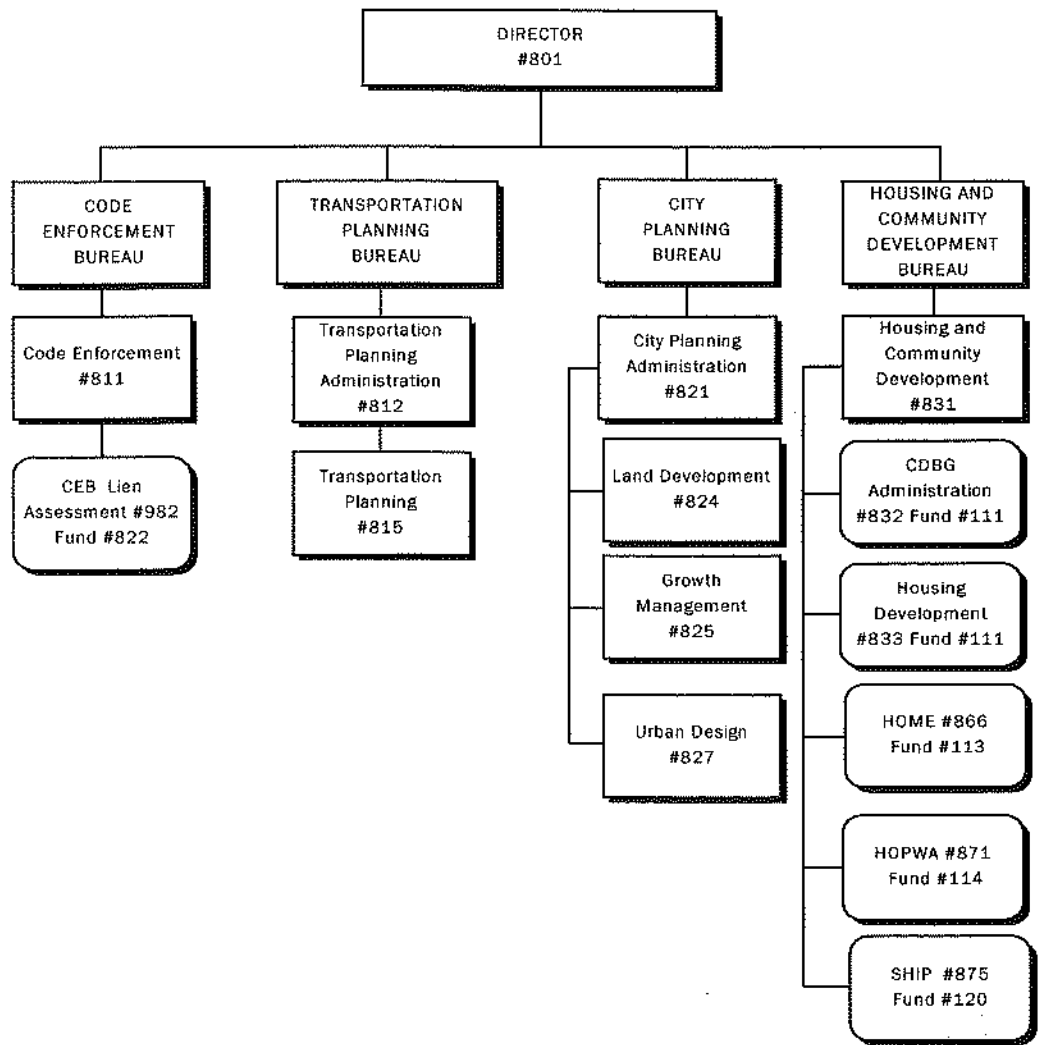 DIRECTOR
#801
CODE
ENFORCEMENT
BUREAU
TRANSPORTATION
PLANNING
BUREAU
CITY
PLANNING
BUREAU
HOUSING AND
COMMUNITY
DEVELOPMENT
BUREAU
Code Enforcement
#811
Transportation
Planning
Administration
#812
City Planning
Administration
#821
Housing and
Community
Development
#831
CEB Lien
Assessment #982
Fund #822
Transportation
Planning
#815
Land Development
#824
CDBG
Administration
#832 Fund #111
Growth
Management
#825
Housing
Development
#833 Fund #111
Urban Design
#827
HOME #866
Fund #113
HOPWA #871
Fund #114
SHIP #875
Fund #120